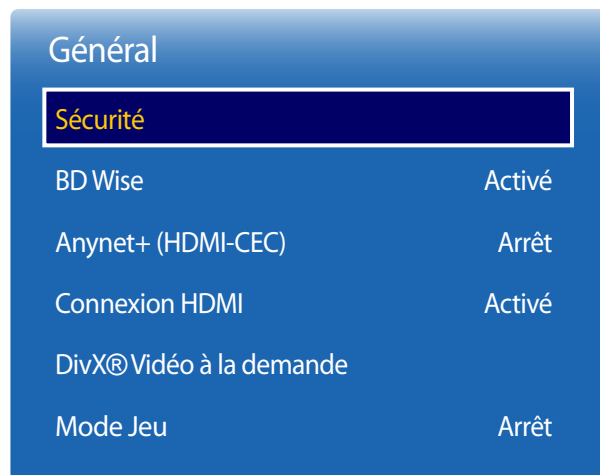 Général
Sécurité
BD Wise Activé
Anynet+ (HDMI-CEC) Arrêt
Connexion HDMI Activé
DivX® Vidéo à la demande
Mode Jeu Arrêt